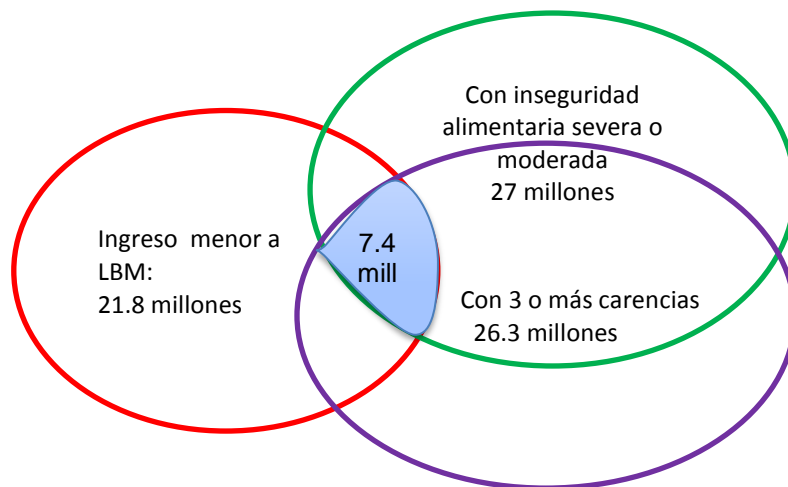 Con inseguridad
alimentaria severa o
moderada
27 millones
Ingreso menor a
LBM:
21.8 millones
7.4
mill
Con 3 o más carencias
26.3 millones